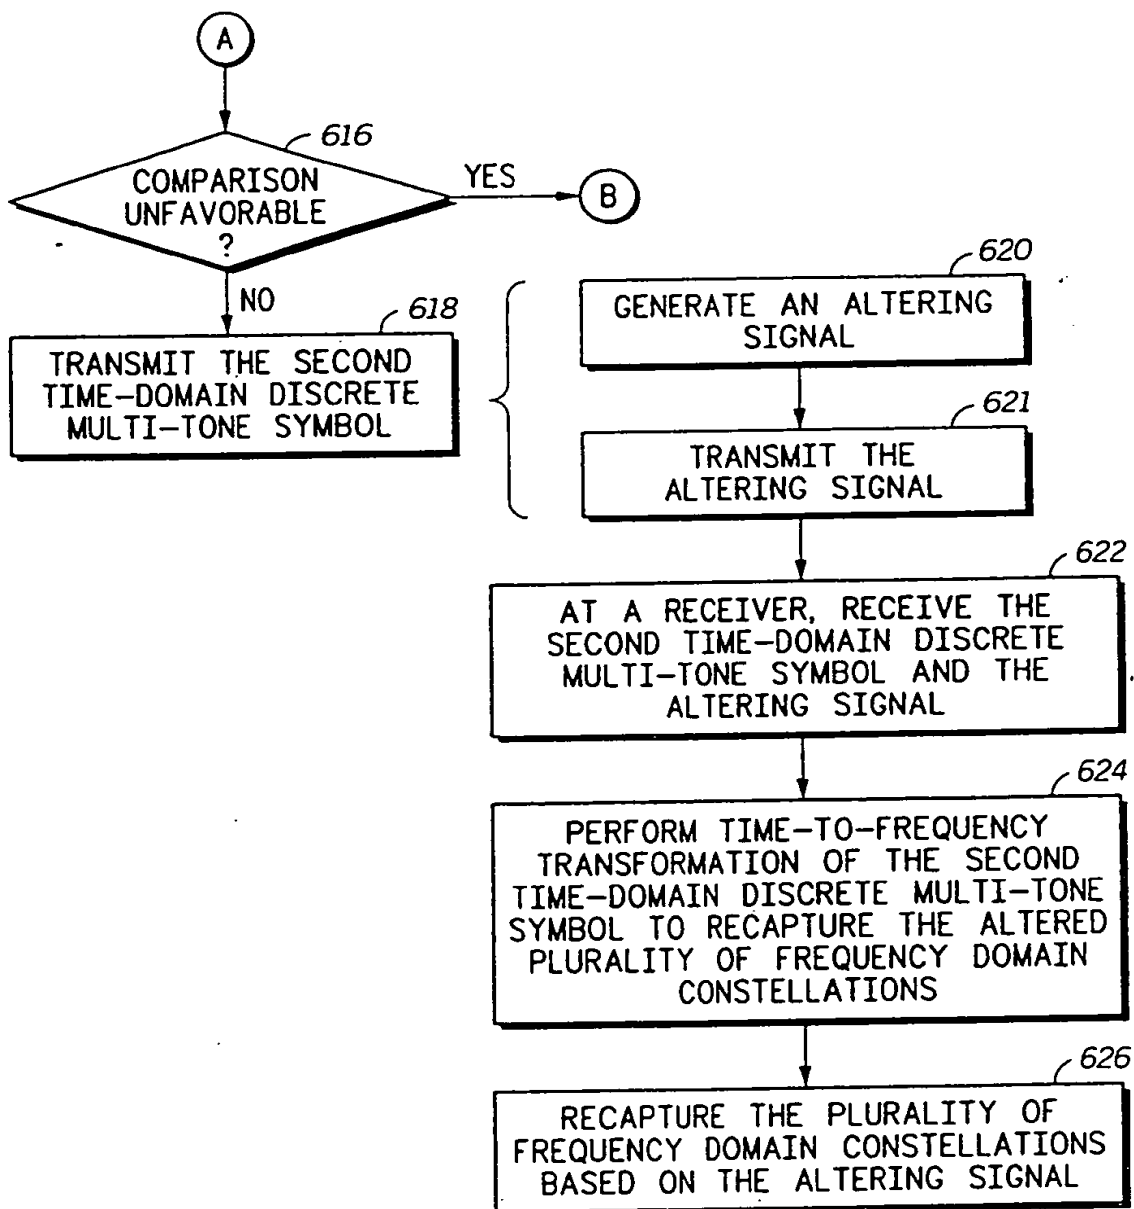 A
616
COMPARISON
UNFAVORABLE
?
YES
B
NO
618
TRANSMIT THE SECOND
TIME-DOMAIN DISCRETE
MULTI-TONE SYMBOL
620
GENERATE AN ALTERING
SIGNAL
621
TRANSMIT THE
ALTERING SIGNAL
622
AT A RECEIVER, RECEIVE THE
SECOND TIME-DOMAIN DISCRETE
MULTI-TONE SYMBOL AND THE
ALTERING SIGNAL
624
PERFORM TIME-TO-FREQUENCY
TRANSFORMATION OF THE SECOND
TIME-DOMAIN DISCRETE MULTI-TONE
SYMBOL TO RECAPTURE THE ALTERED
PLURALITY OF FREQUENCY DOMAIN
CONSTELLATIONS
626
RECAPTURE THE PLURALITY OF
FREQUENCY DOMAIN CONSTELLATIONS
BASED ON THE ALTERING SIGNAL